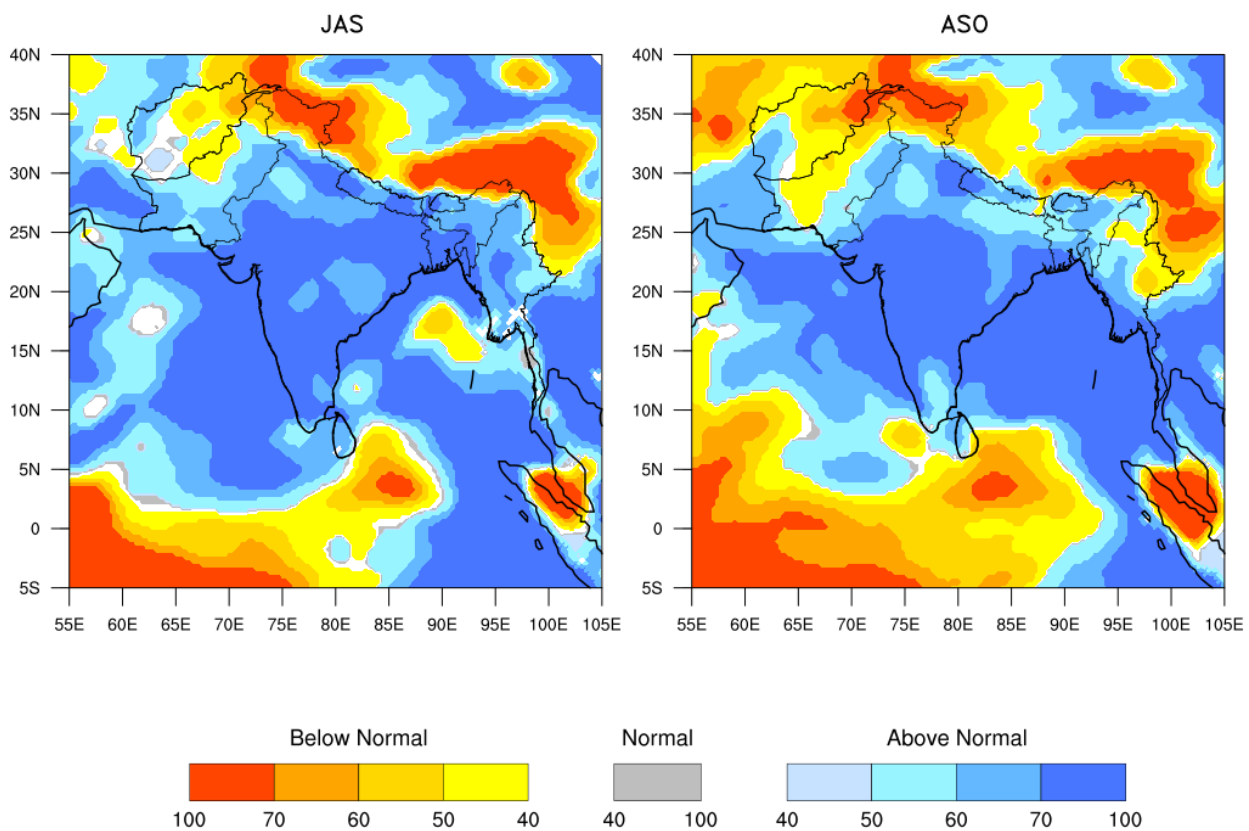 JAS ASO
40N 40N
35N 35N
30N 30N
25N 25N
20N 20N
15N 15N
10N 10N
5N 5N
0 0
5S 5S
55E 60E 65E 70E 75E 80E 85E 90E 95E 100E 105E 55E 60E 65E 70E 75E 80E 85E 90E 95E 100E 105E
Below Normal Normal Above Normal
100 70 60 50 40 40 100 40 50 60 70 100